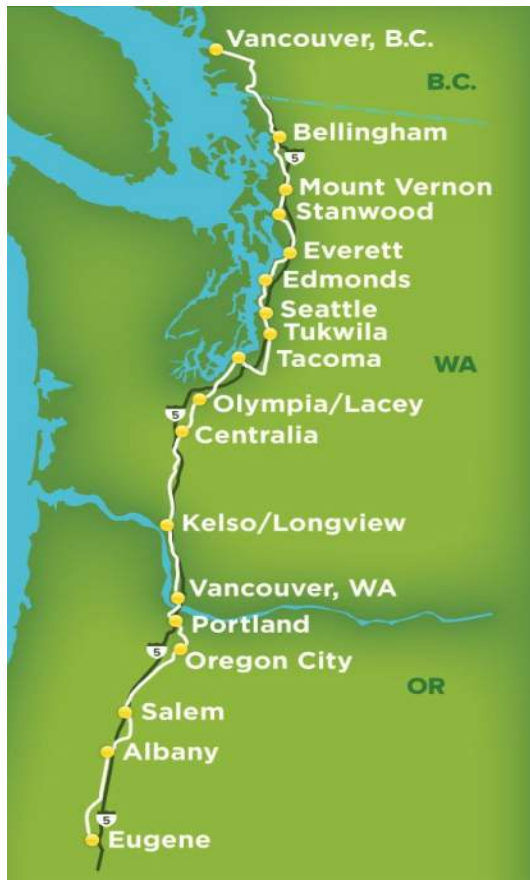 Vancouver, B.C.
B.C.
Bellingham
5
Mount Vernon
Stanwood
Everett
Edmonds
Seattle
Tukwila
Tacoma
WA
Olympia/Lacey
5
Centralia
Kelso/Longview
Vancouver, WA
Portland
5
Oregon City
OR
Salem
Albany
5
Eugene